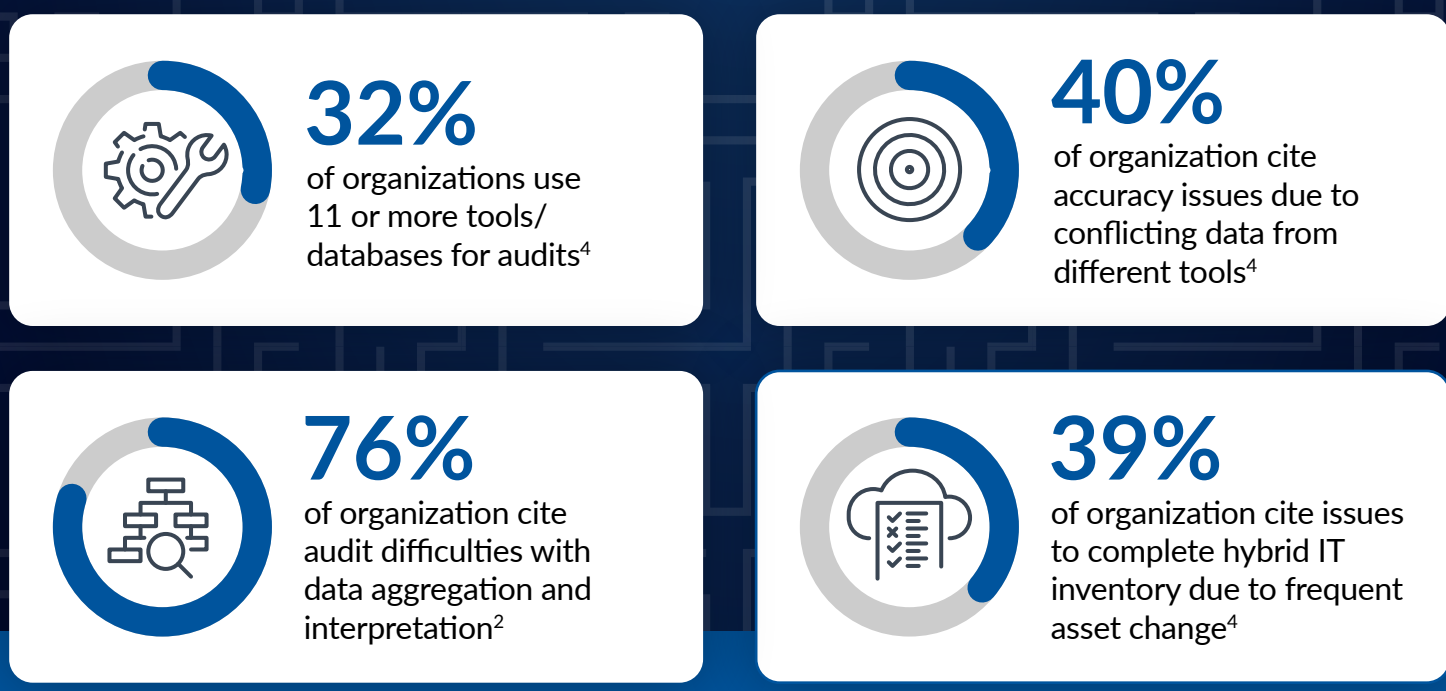 32%
of organizations use
11 or more tools/
databases for audits⁴
40%
of organization cite
accuracy issues due to
conflicting data from
different tools⁴
76%
of organization cite
audit difficulties with
data aggregation and
interpretation²
39%
of organization cite issues
to complete hybrid IT
inventory due to frequent
asset change⁴